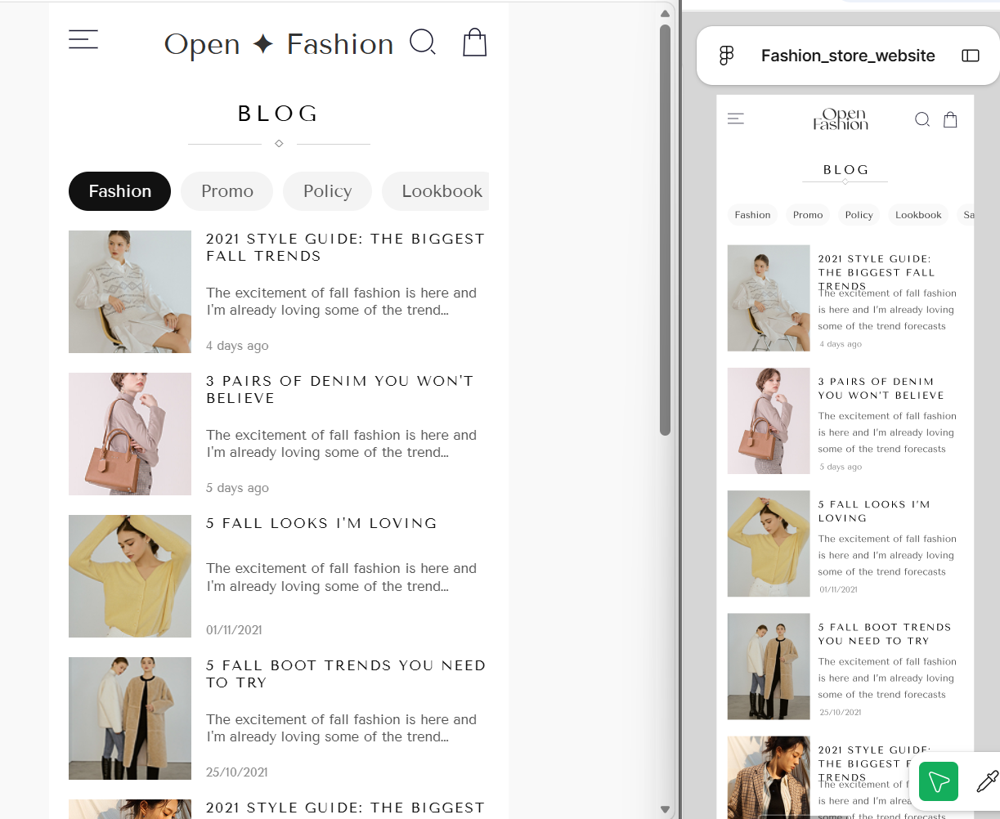 Open ✦ Fashion
BLOG
Fashion
Promo
Policy
Lookbook
2021 STYLE GUIDE: THE BIGGEST
FALL TRENDS
The excitement of fall fashion is here and
I'm already loving some of the trend...
4 days ago
3 PAIRS OF DENIM YOU WON'T
BELIEVE
The excitement of fall fashion is here and
I'm already loving some of the trend...
5 days ago
5 FALL LOOKS I'M LOVING
The excitement of fall fashion is here and
I'm already loving some of the trend...
01/11/2021
5 FALL BOOT TRENDS YOU NEED
TO TRY
The excitement of fall fashion is here and
I'm already loving some of the trend...
25/10/2021
2021 STYLE GUIDE: THE BIGGEST
Fashion_store_website
Open
Fashion
BLOG
Fashion
Promo
Policy
Lookbook
Sa
2021 STYLE GUIDE:
THE BIGGEST FALL
TRENDS
The excitement of fall fashion
is here and I'm already loving
some of the trend forecasts
4 days ago
3 PAIRS OF DENIM
YOU WON'T BELIEVE
The excitement of fall fashion
is here and I'm already loving
some of the trend forecasts
5 days ago
5 FALL LOOKS I'M
LOVING
The excitement of fall fashion
is here and I'm already loving
some of the trend forecasts
01/11/2021
5 FALL BOOT TRENDS
YOU NEED TO TRY
The excitement of fall fashion
is here and I'm already loving
some of the trend forecasts
25/10/2021
2021 STYLE GUIDE:
THE BIGGEST F
TRENDS
The excitement of fa
is here and I'm alrea
some of the trend fo